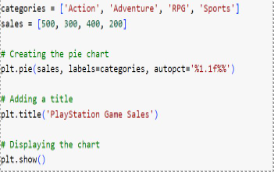 categories = ['Action', 'Adventure', 'RPG', 'Sports']
sales = [500, 300, 400, 200]
# Creating the pie chart
plt.pie(sales, labels=categories, autopct='%1.1f%%')
# Adding a title
plt.title('PlayStation Game Sales')
# Displaying the chart
plt.show()